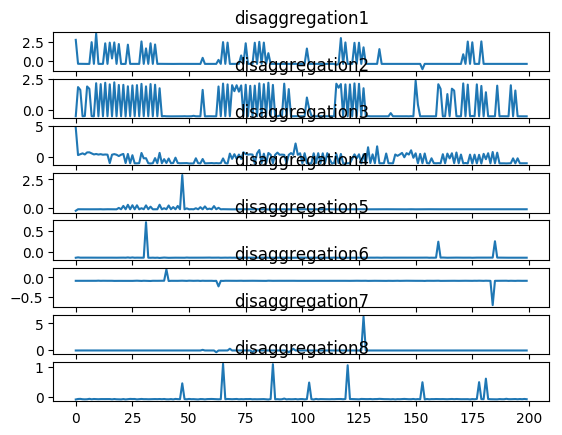 disaggregation1
2.5
0.0
disaggregation2
2.5
0.0
disaggregation3
5
0
disaggregation4
2.5
0.0
disaggregation5
0.5
0.0
disaggregation6
0.0
−0.5
disaggregation7
5
0
disaggregation8
1
0
0 25 50 75 100 125 150 175 200